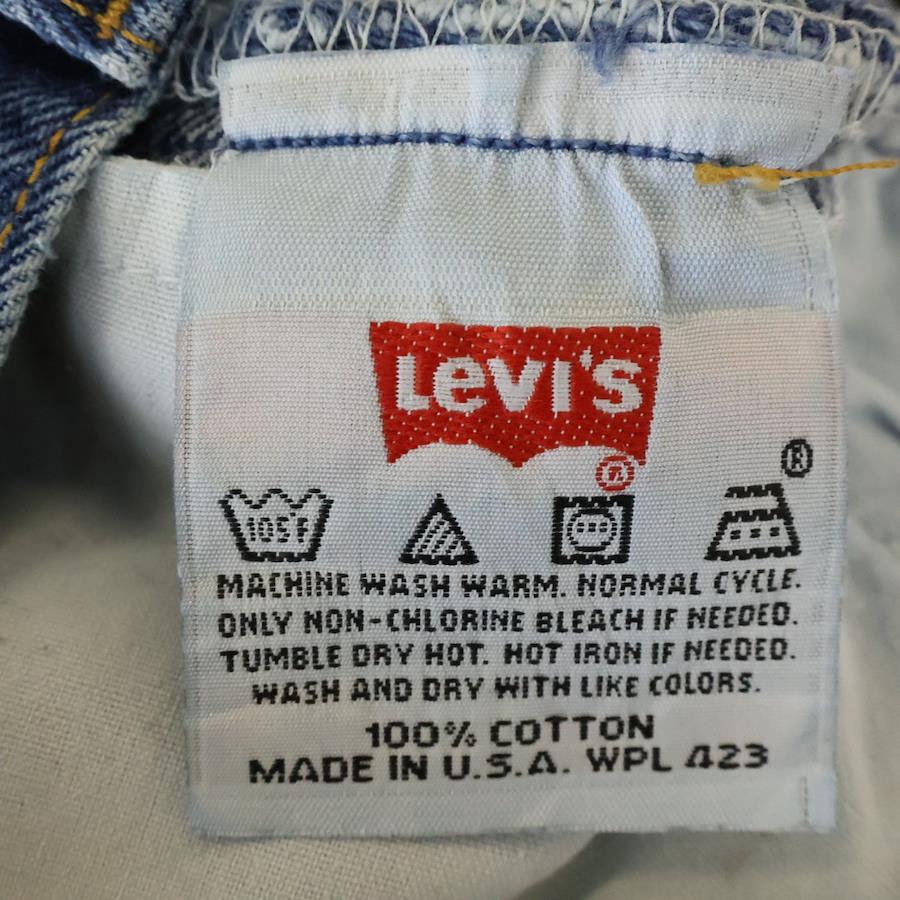 LEVI'S
®
®
105°F
MACHINE WASH WARM. NORMAL CYCLE.
ONLY NON-CHLORINE BLEACH IF NEEDED.
TUMBLE DRY HOT. HOT IRON IF NEEDED.
WASH AND DRY WITH LIKE COLORS.
100% COTTON
MADE IN U.S.A. WPL 423